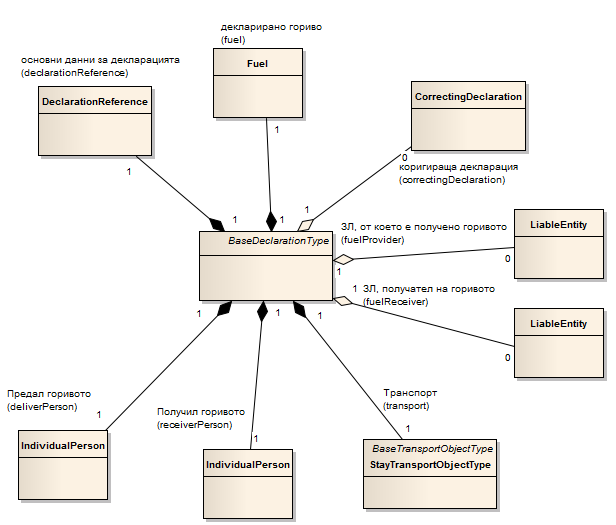 декларирано гориво
(fuel)
Fuel
1
1
основни данни за декларацията
(declarationReference)
DeclarationReference
1
1
CorrectingDeclaration
0
коригираща декларация
(correctingDeclaration)
1
BaseDeclarationType
ЗЛ, от което е получено горивото
(fuelProvider)
1
0
LiableEntity
1 ЗЛ, получател на горивото
(fuelReceiver)
0
LiableEntity
1
1
1
Предал горивото
(deliverPerson)
1
IndividualPerson
Получил горивото
(receiverPerson)
1
IndividualPerson
Транспорт
(transport)
1
BaseTransportObjectType
StayTransportObjectType